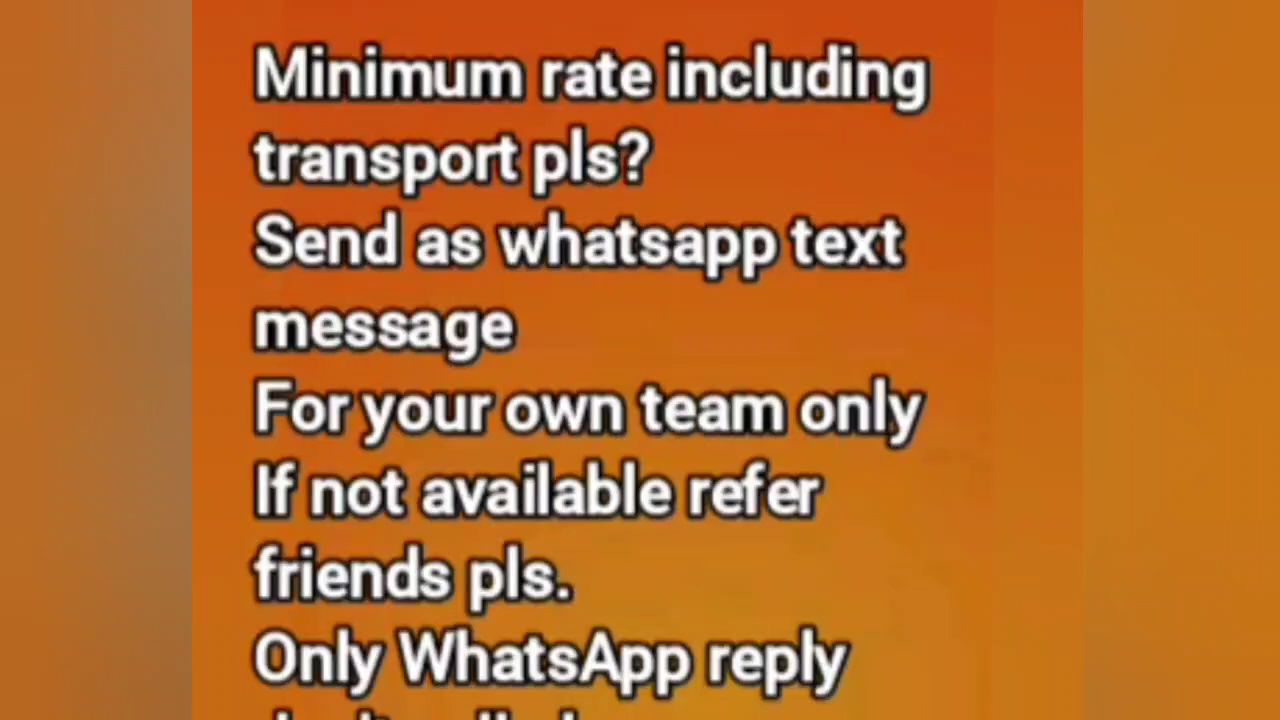 Minimum rate including
transport pls?
Send as whatsapp text
message
For your own team only
If not available refer
friends pls.
Only WhatsApp reply